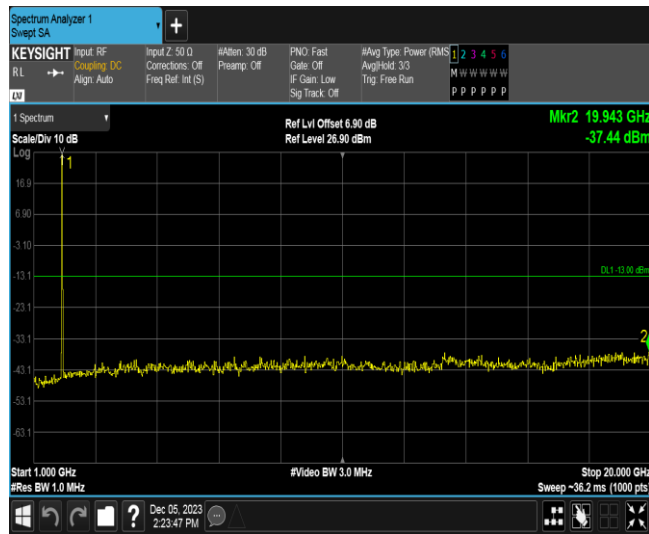 Spectrum Analyzer 1
Swept SA
+
KEYSIGHT
RL
LXI
Input: RF
Coupling: DC
Align: Auto
Input Z: 50 Ω
Corrections: Off
Freq Ref: Int (S)
#Atten: 30 dB
Preamp: Off
PNO: Fast
Gate: Off
IF Gain: Low
Sig Track: Off
#Avg Type: Power (RMS
Avg|Hold: 3/3
Trig: Free Run
1 2 3 4 5 6
M W W W W W
P P P P P P
1 Spectrum
Scale/Div 10 dB
Log
Ref Lvl Offset 6.90 dB
Ref Level 26.90 dBm
Mkr2 19.943 GHz
-37.44 dBm
1
16.9
6.90
-3.10
-13.1
DL1 -13.00 dBm
-23.1
-33.1
2
-43.1
-53.1
-63.1
Start 1.000 GHz
#Res BW 1.0 MHz
#Video BW 3.0 MHz
Stop 20.000 GHz
Sweep ~36.2 ms (1000 pts
?
Dec 05, 2023
2:23:47 PM